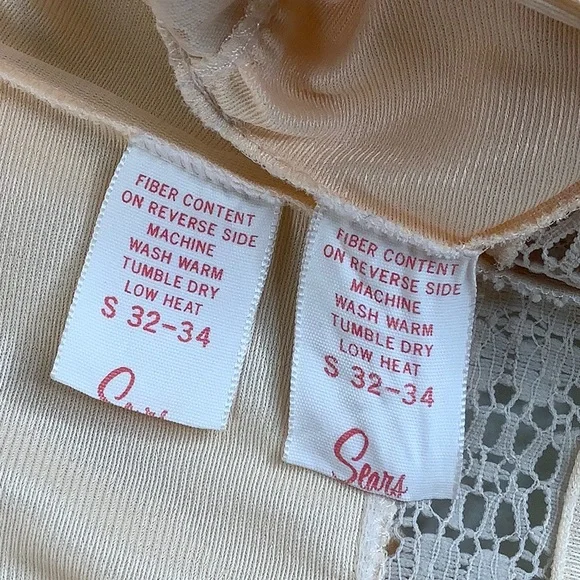 FIBER CONTENT
ON REVERSE SIDE
MACHINE
WASH WARM
TUMBLE DRY
LOW HEAT
S 32-34
Sears
FIBER CONTENT
ON REVERSE SIDE
MACHINE
WASH WARM
TUMBLE DRY
LOW HEAT
S 32-34
Sears